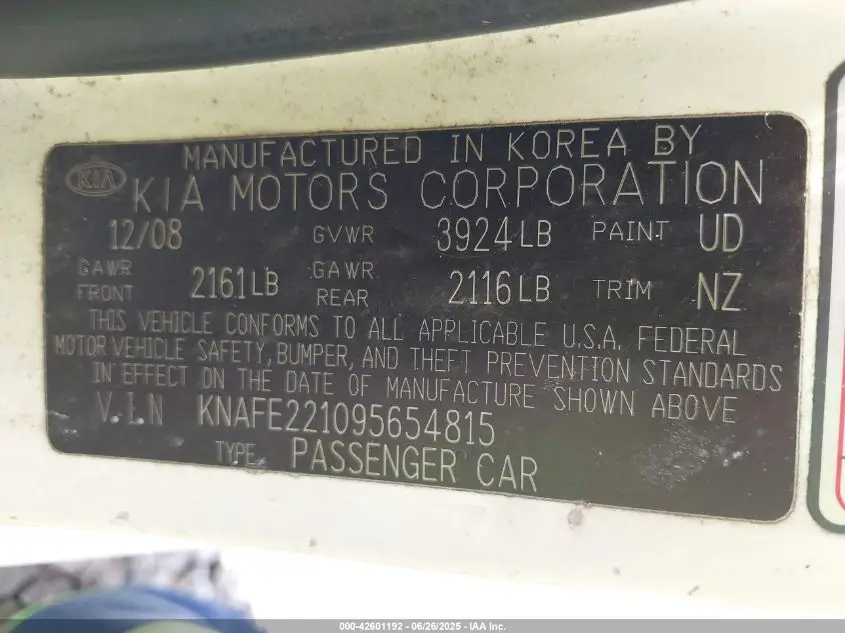 MANUFACTURED IN KOREA BY
KIA KIA MOTORS CORPORATION
12/08 GVWR 3924LB PAINT UD
GAWR FRONT 2161LB GAWR REAR 2116LB TRIM NZ
THIS VEHICLE CONFORMS TO ALL APPLICABLE U.S.A. FEDERAL
MOTOR VEHICLE SAFETY, BUMPER, AND THEFT PREVENTION STANDARDS
IN EFFECT ON THE DATE OF MANUFACTURE SHOWN ABOVE
V.I.N KNAFE221095654815
TYPE PASSENGER CAR
000-42601192 - 06/26/2025 - IAA Inc.